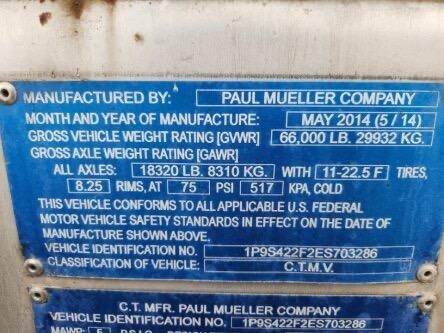 MANUFACTURED BY: PAUL MUELLER COMPANY
MONTH AND YEAR OF MANUFACTURE: MAY 2014 (5 / 14)
GROSS VEHICLE WEIGHT RATING [GVWR] 66,000 LB. 29932 KG.
GROSS AXLE WEIGHT RATING [GAWR]
ALL AXLES: 18320 LB. 8310 KG. WITH 11-22.5 F TIRES,
8.25 RIMS, AT 75 PSI 517 KPA, COLD
THIS VEHICLE CONFORMS TO ALL APPLICABLE U.S. FEDERAL
MOTOR VEHICLE SAFETY STANDARDS IN EFFECT ON THE DATE OF
MANUFACTURE SHOWN ABOVE.
VEHICLE IDENTIFICATION NO. 1P9S422F2ES703286
CLASSIFICATION OF VEHICLE: C.T.M.V.
C.T. MFR. PAUL MUELLER COMPANY
VEHICLE IDENTIFICATION NO. 1P9S422F2ES703286